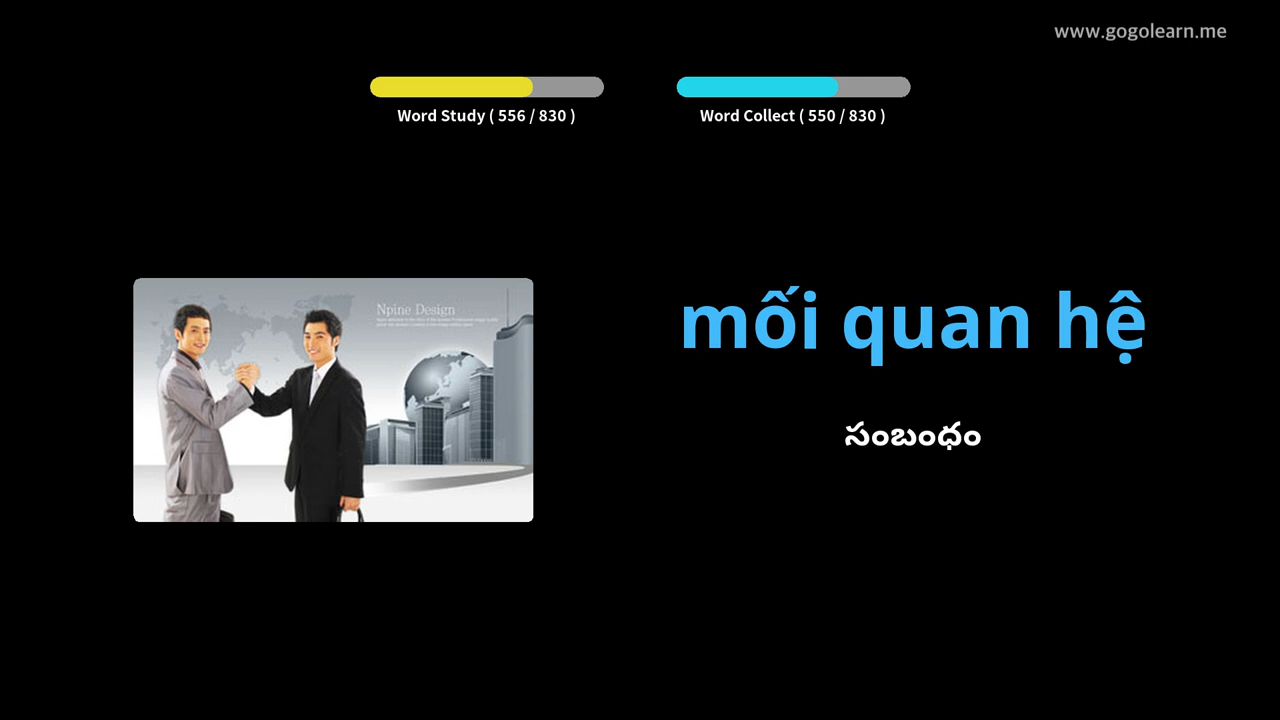 www.gogolearn.me
Word Study ( 556 / 830 )
Word Collect ( 550 / 830 )
Npine Design
mối quan hệ
సంబంధం